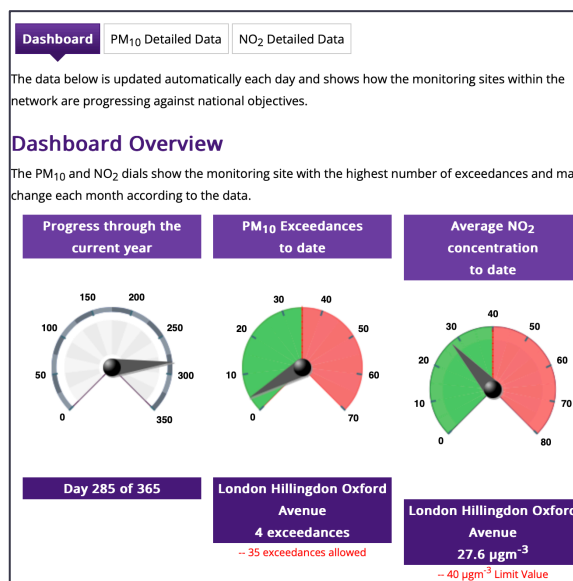 Dashboard
PM10 Detailed Data
NO2 Detailed Data
The data below is updated automatically each day and shows how the monitoring sites within the
network are progressing against national objectives.
Dashboard Overview
The PM10 and NO2 dials show the monitoring site with the highest number of exceedances and ma
change each month according to the data.
Progress through the
current year
0
50
100
150
200
250
300
350
Day 285 of 365
PM10 Exceedances
to date
0
10
20
30
40
50
60
70
London Hillingdon Oxford
Avenue
4 exceedances
-- 35 exceedances allowed
Average NO2
concentration
to date
0
10
20
30
40
50
60
70
80
London Hillingdon Oxford
Avenue
27.6 µgm-3
-- 40 µgm-3 Limit Value